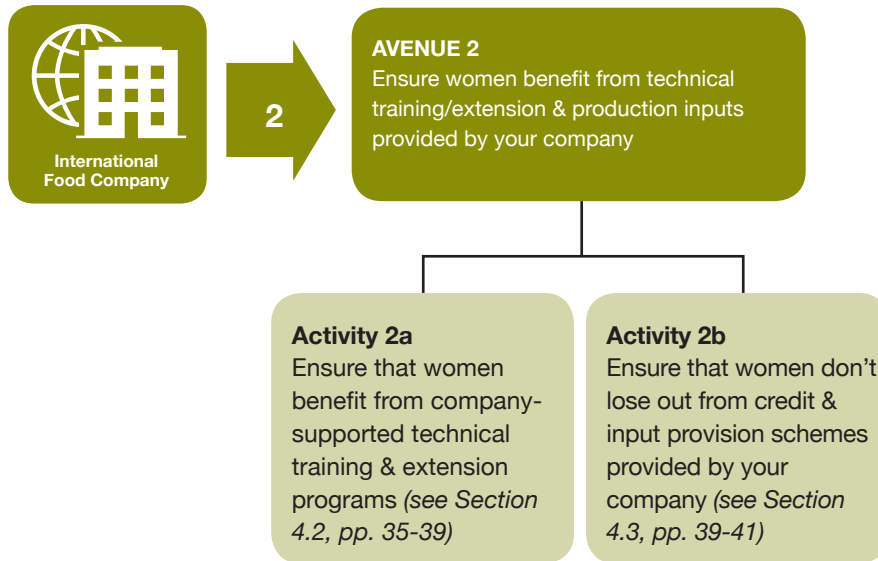 International
Food Company
2
AVENUE 2
Ensure women benefit from technical
training/extension & production inputs
provided by your company
Activity 2a
Ensure that women
benefit from company-
supported technical
training & extension
programs (see Section
4.2, pp. 35-39)
Activity 2b
Ensure that women don’t
lose out from credit &
input provision schemes
provided by your
company (see Section
4.3, pp. 39-41)